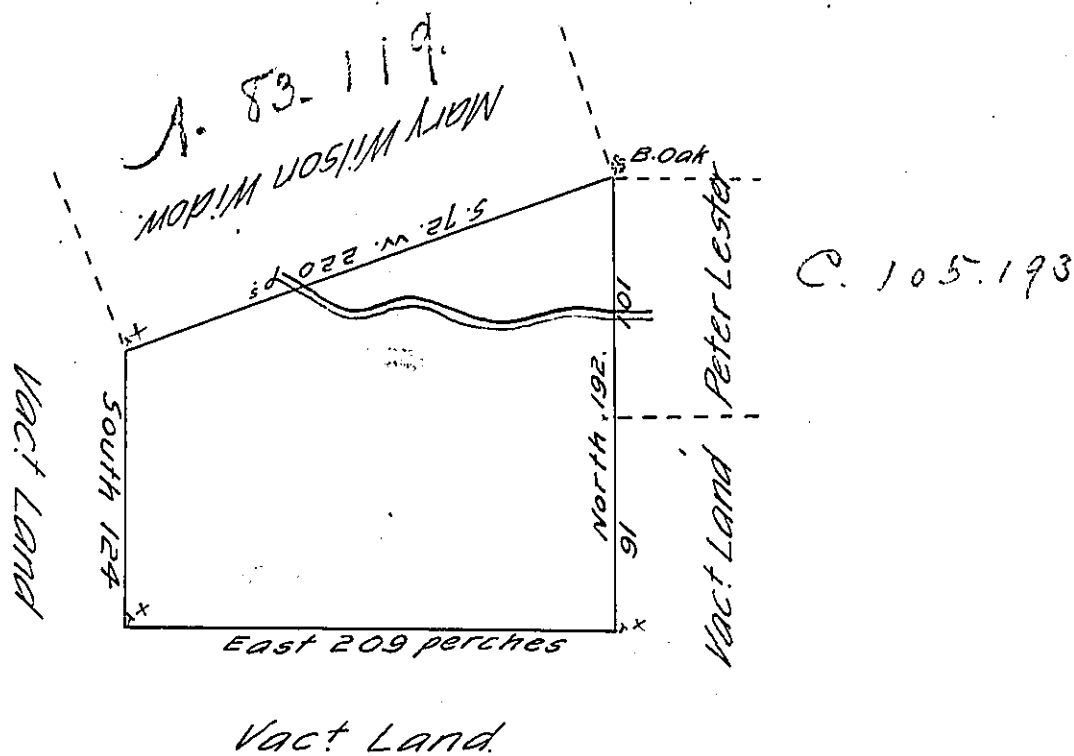 A. 83. 119.
Mary Wilson Widow.
S. 72. W. 220 Ps.
B. Oak
Peter Lester
C. 105. 193
101
North 192.
91
Vac.t Land
South 124
Vac.t Land
East 209 perches
Vac.t Land.